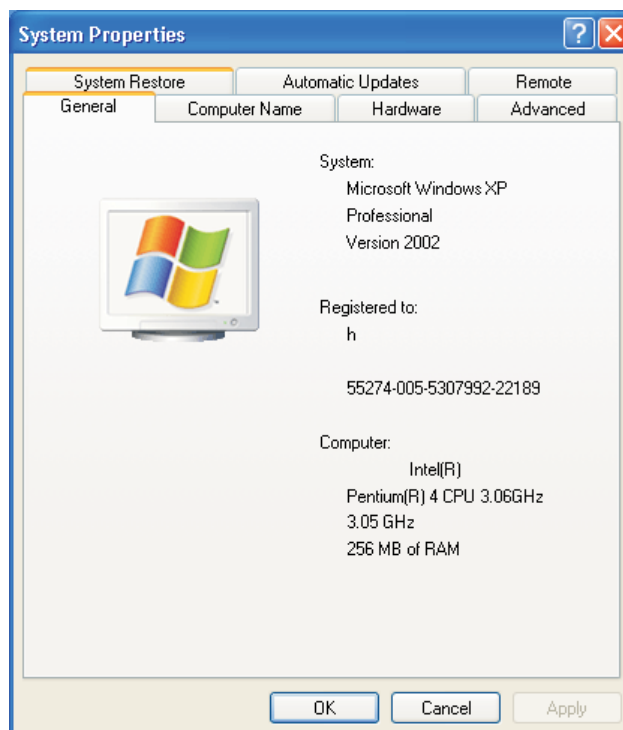 System Properties
System Restore Automatic Updates Remote
General Computer Name Hardware Advanced
System:
Microsoft Windows XP
Professional
Version 2002
Registered to:
h
55274-005-5307992-22189
Computer:
Intel(R)
Pentium(R) 4 CPU 3.06GHz
3.05 GHz
256 MB of RAM
OK Cancel Apply